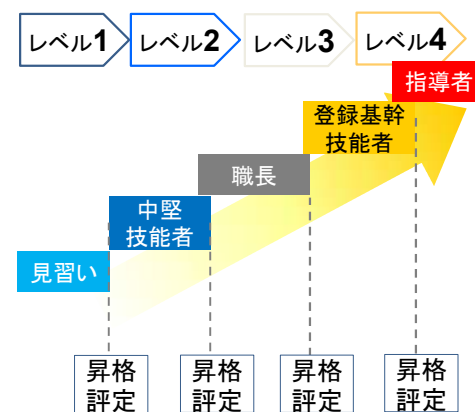 レベル1
レベル2
レベル3
レベル4
指導者
登録基幹
技能者
職長
中堅
技能者
見習い
昇格
評定
昇格
評定
昇格
評定
昇格
評定